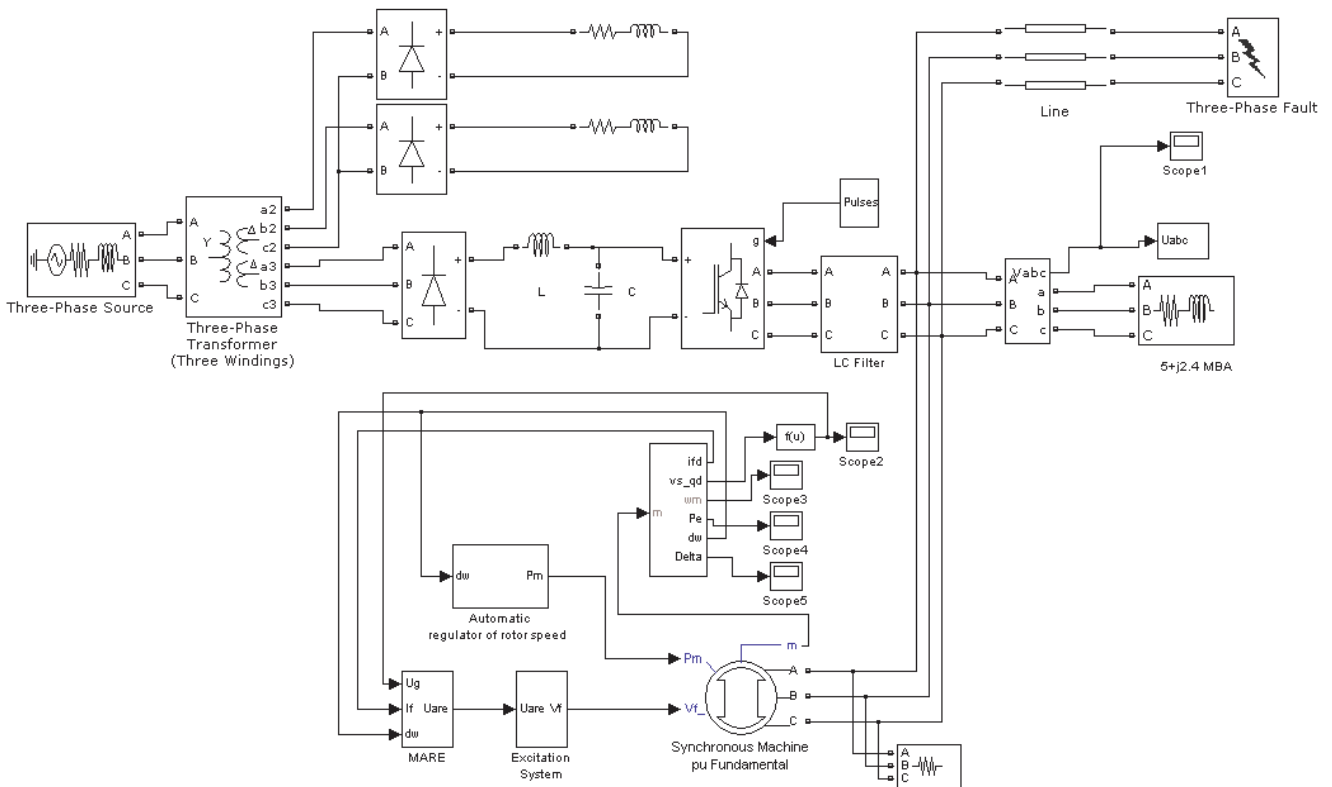 A
B
+
-
A
B
C
Line
Three-Phase Fault
A
B
+
-
Scope1
Pulses
Uabc
A
B
C
Three-Phase Source
A
B
C
Y
Δ
Δ
a2
b2
c2
a3
b3
c3
Three-Phase
Transformer
(Three Windings)
A
B
C
+
-
L
C
+
-
g
A
B
C
A
B
C
A
B
C
LC Filter
Vabc
A
B
C
a
b
c
A
B
C
5+j2.4 MBA
m
ifd
vs_qd
wm
Pe
dw
Delta
f(u)
Scope2
Scope3
Scope4
Scope5
dw
Pm
Automatic
regulator of rotor speed
Ug
If
dw
Uare
MARE
Uare
Vf
Excitation
System
Pm
Vf_
m
A
B
C
Synchronous Machine
pu Fundamental
A
B
C